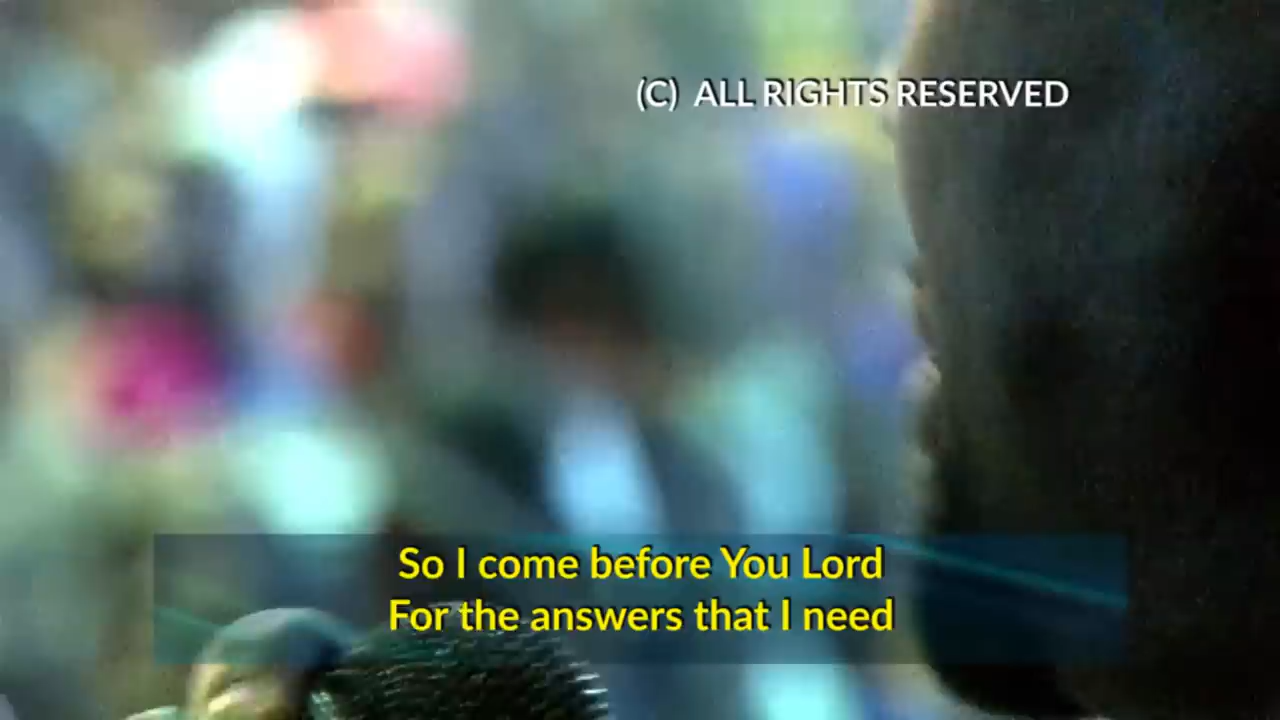 (C) ALL RIGHTS RESERVED
So I come before You Lord
For the answers that I need